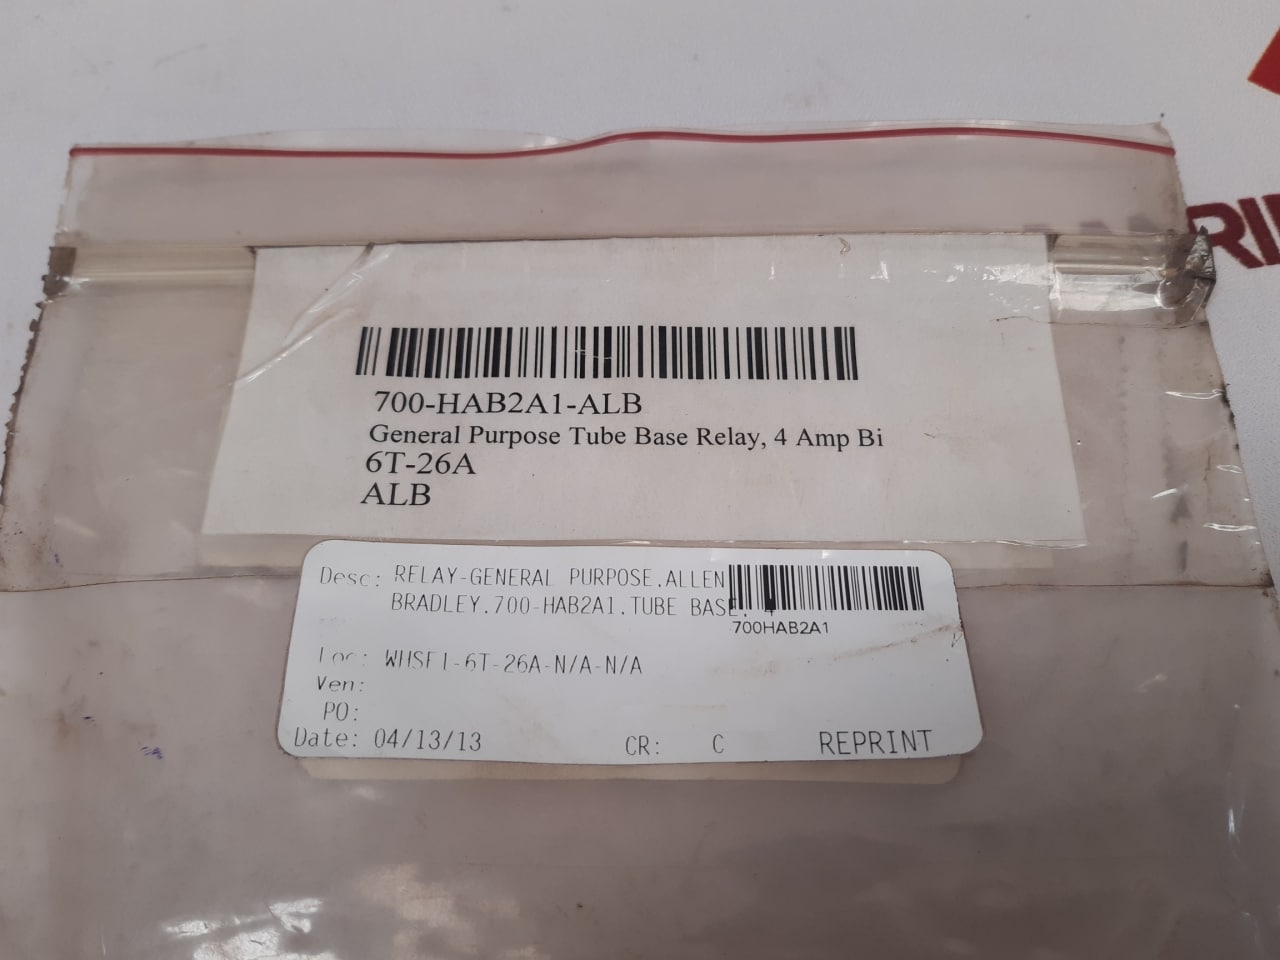 700-HAB2A1-ALB
General Purpose Tube Base Relay, 4 Amp Bi
6T-26A
ALB
Desc: RELAY-GENERAL PURPOSE,ALLEN
BRADLEY,700-HAB2A1,TUBE BASE, 4
700HAB2A1
Loc: WHSE1-6T-26A-N/A-N/A
Ven:
PO:
Date: 04/13/13 CR: C REPRINT